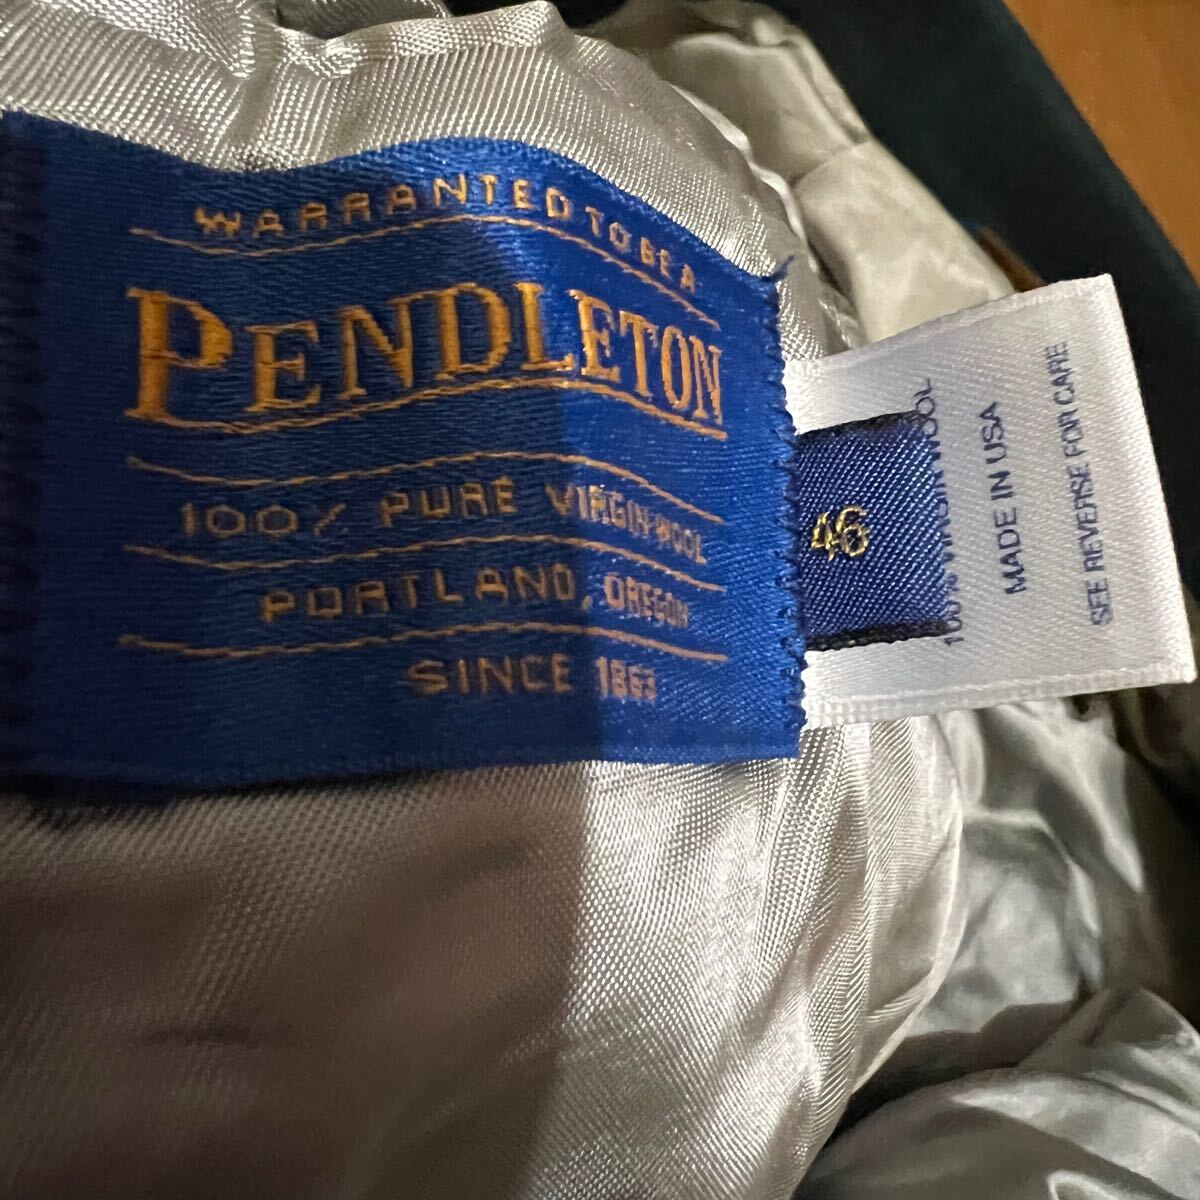 WARRANTED TO BE A
PENDLETON
100% PURE VIRGIN WOOL
PORTLAND, OREGON
SINCE 1863
46
100% VIRGIN WOOL
MADE IN USA
SEE REVERSE FOR CARE